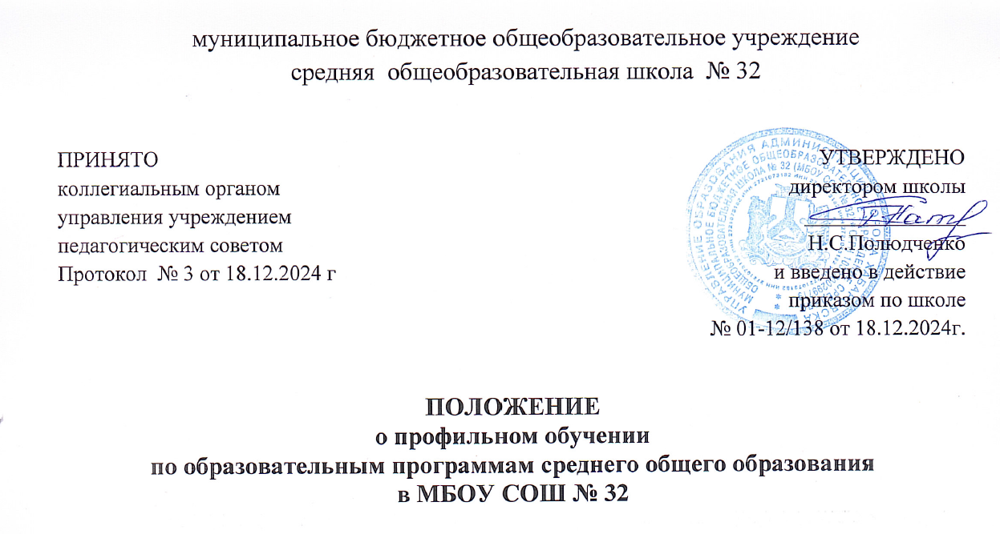 муниципальное бюджетное общеобразовательное учреждение
средняя общеобразовательная школа № 32
ПРИНЯТО
коллегиальным органом
управления учреждением
педагогическим советом
Протокол № 3 от 18.12.2024 г
УТВЕРЖДЕНО
директором школы
Н.С.Полюдченко
и введено в действие
приказом по школе
№ 01-12/138 от 18.12.2024г.
ПОЛОЖЕНИЕ
о профильном обучении
по образовательным программам среднего общего образования
в МБОУ СОШ № 32